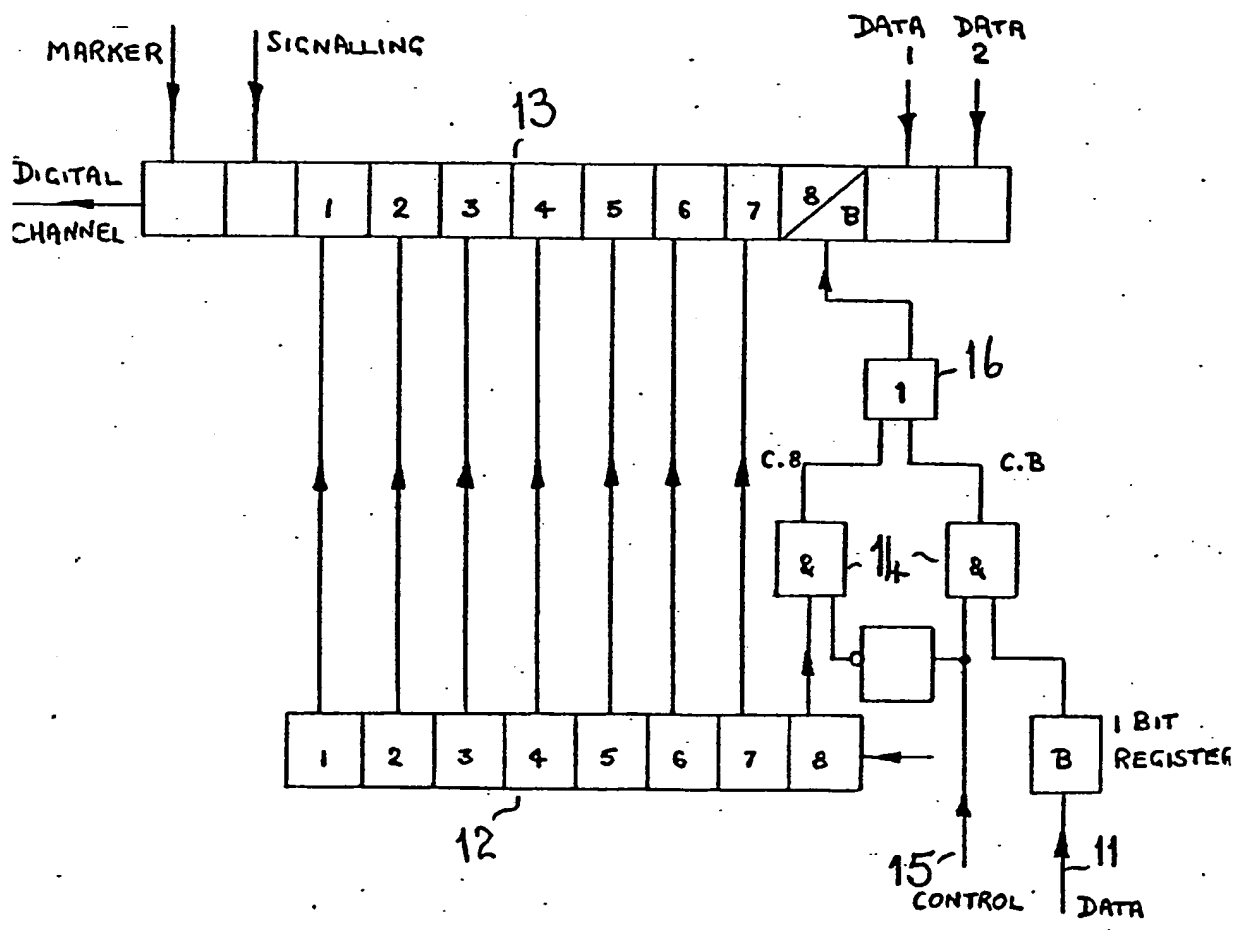 MARKER
SIGNALLING
DATA 1
DATA 2
13
DIGITAL
CHANNEL
1 2 3 4 5 6 7 8/B
1
16
C.8
C.B
&
14
&
1 2 3 4 5 6 7 8
12
B
1 BIT
REGISTER
15
CONTROL
11
DATA